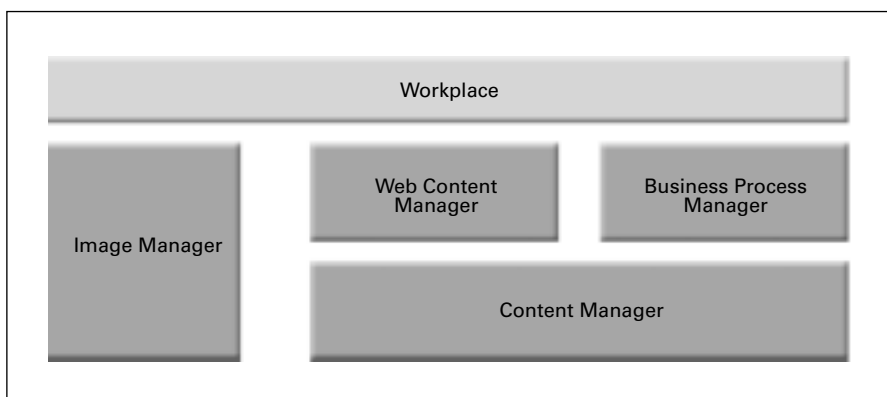 Workplace
Web Content
Manager
Business Process
Manager
Image Manager
Content Manager